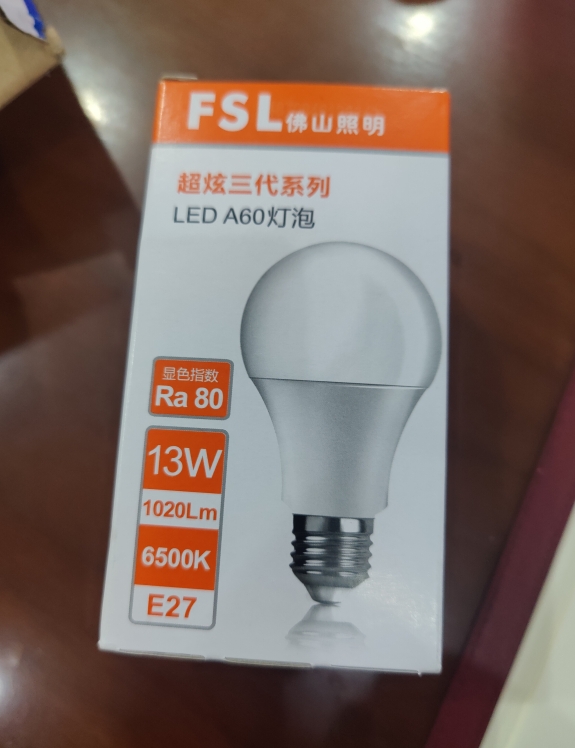 FSL佛山照明
超炫三代系列
LED A60灯泡
显色指数
Ra 80
13W
1020Lm
6500K
E27